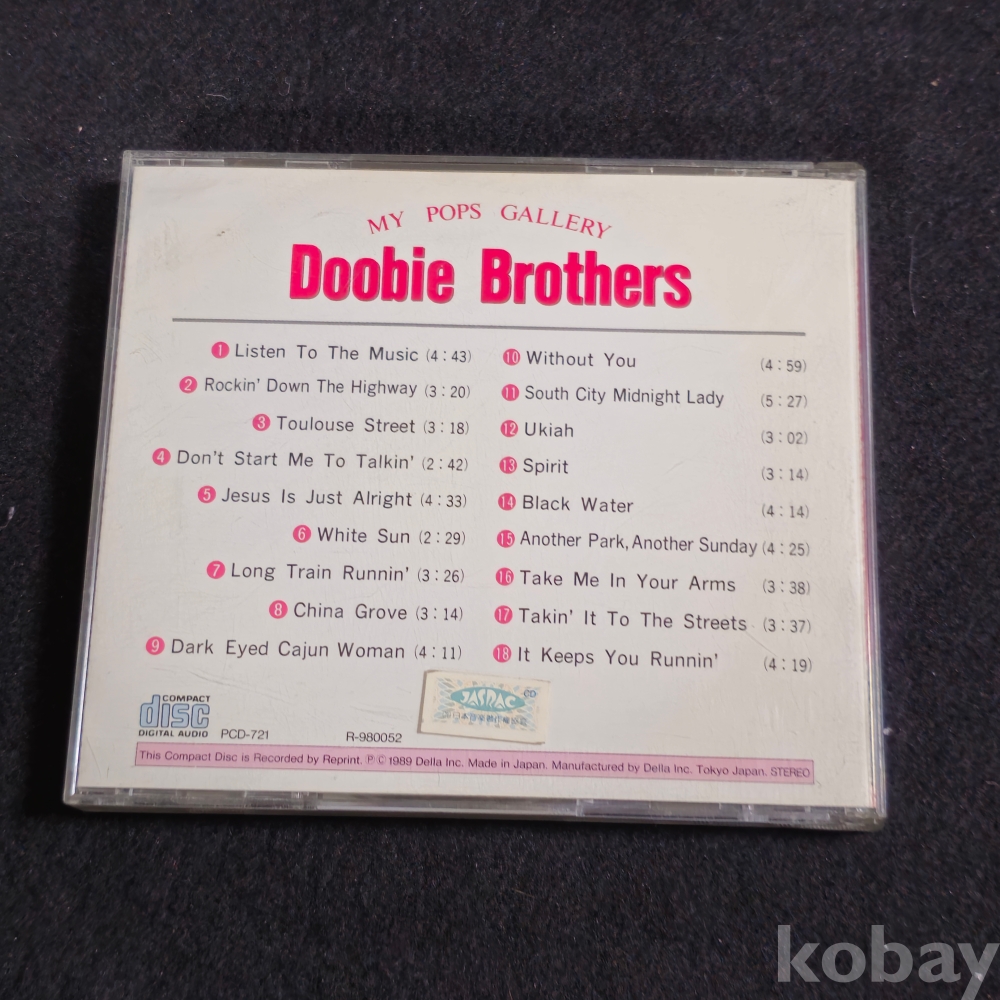 MY POPS GALLERY
Doobie Brothers
1 Listen To The Music (4:43)
2 Rockin' Down The Highway (3:20)
3 Toulouse Street (3:18)
4 Don't Start Me To Talkin' (2:42)
5 Jesus Is Just Alright (4:33)
6 White Sun (2:29)
7 Long Train Runnin' (3:26)
8 China Grove (3:14)
9 Dark Eyed Cajun Woman (4:11)
10 Without You (4:59)
11 South City Midnight Lady (5:27)
12 Ukiah (3:02)
13 Spirit (3:14)
14 Black Water (4:14)
15 Another Park, Another Sunday (4:25)
16 Take Me In Your Arms (3:38)
17 Takin' It To The Streets (3:37)
18 It Keeps You Runnin' (4:19)
JASRAC CD
COMPACT
disc
DIGITAL AUDIO PCD-721 R-980052
This Compact Disc is Recorded by Reprint. Ⓟ Ⓒ 1989 Della Inc. Made in Japan. Manufactured by Della Inc. Tokyo Japan. STEREO
kobay